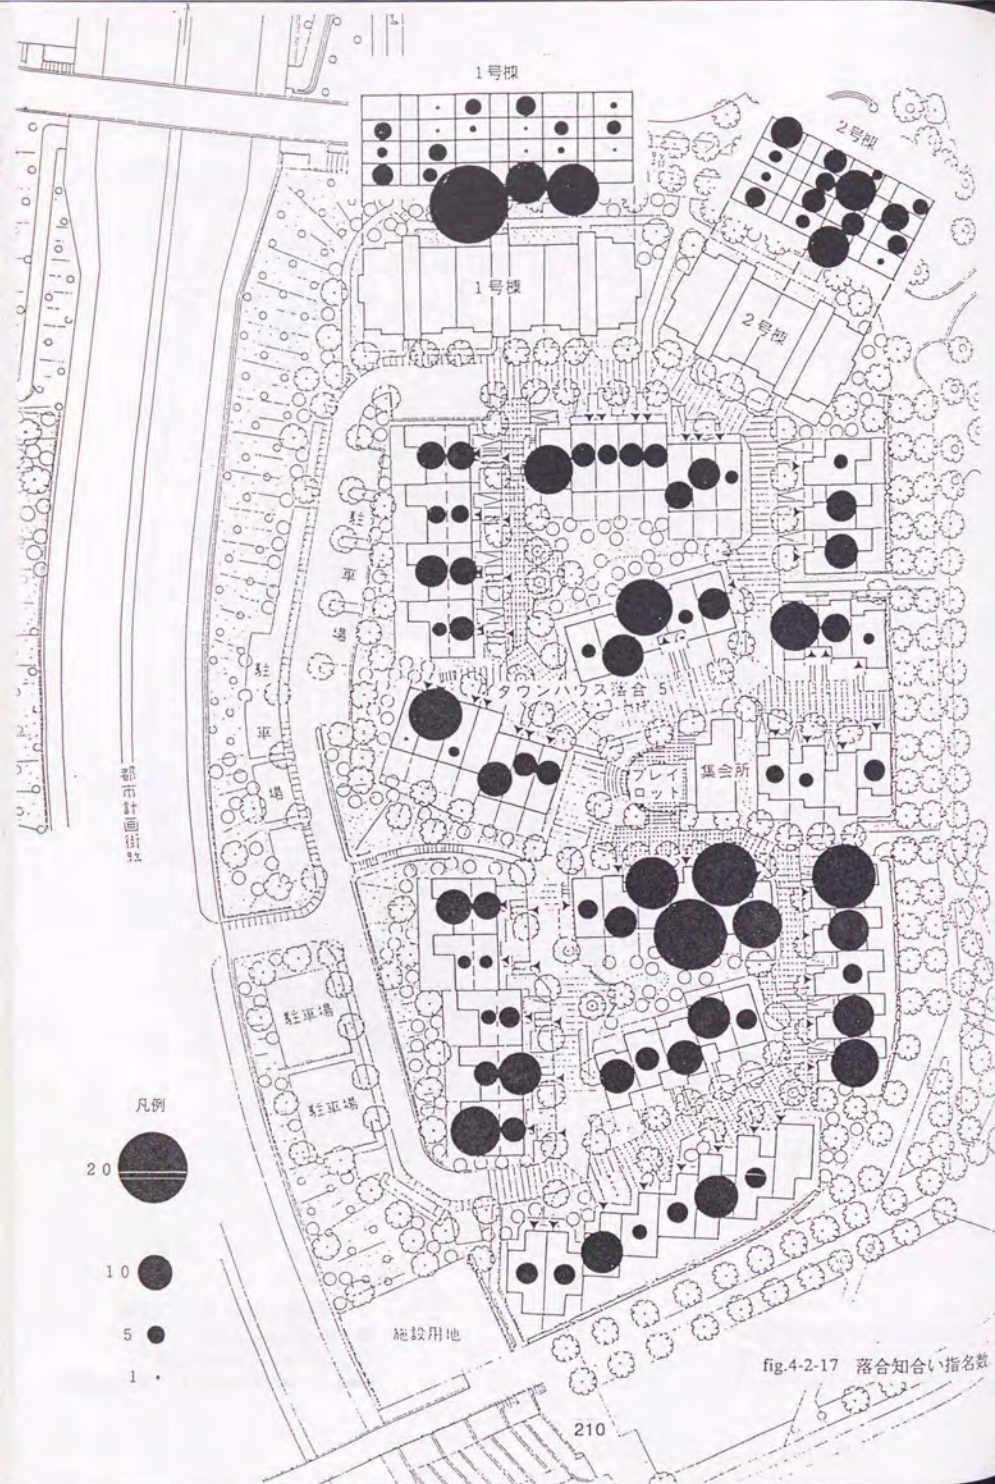 1号棟
2号棟
1号棟
2号棟
駐
車
場
駐
車
場
タウンハウス落合 5
プレイ
ロット
集会所
都市計画街路
駐車場
駐車場
凡例
20
10
5
1
施設用地
fig.4-2-17 落合知合い指名数
210